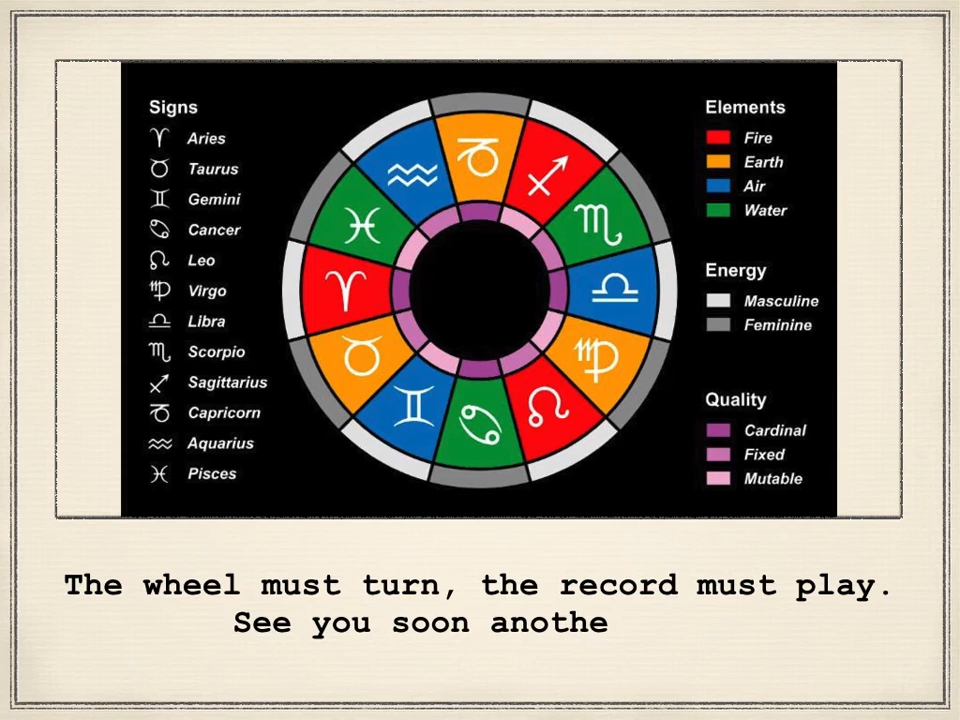 Signs
Aries
Taurus
Gemini
Cancer
Leo
Virgo
Libra
Scorpio
Sagittarius
Capricorn
Aquarius
Pisces
Elements
Fire
Earth
Air
Water
Energy
Masculine
Feminine
Quality
Cardinal
Fixed
Mutable
The wheel must turn, the record must play.
See you soon anothe